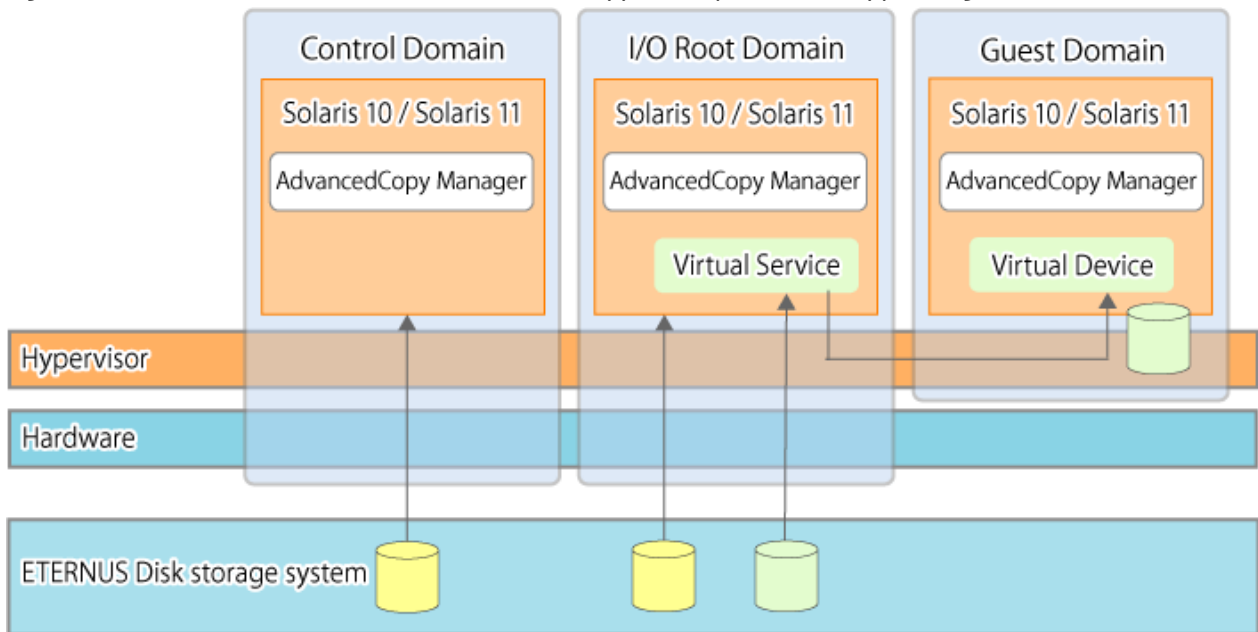 Control Domain
I/O Root Domain
Guest Domain
Solaris 10 / Solaris 11
Solaris 10 / Solaris 11
Solaris 10 / Solaris 11
AdvancedCopy Manager
AdvancedCopy Manager
AdvancedCopy Manager
Virtual Service
Virtual Device
Hypervisor
Hardware
ETERNUS Disk storage system